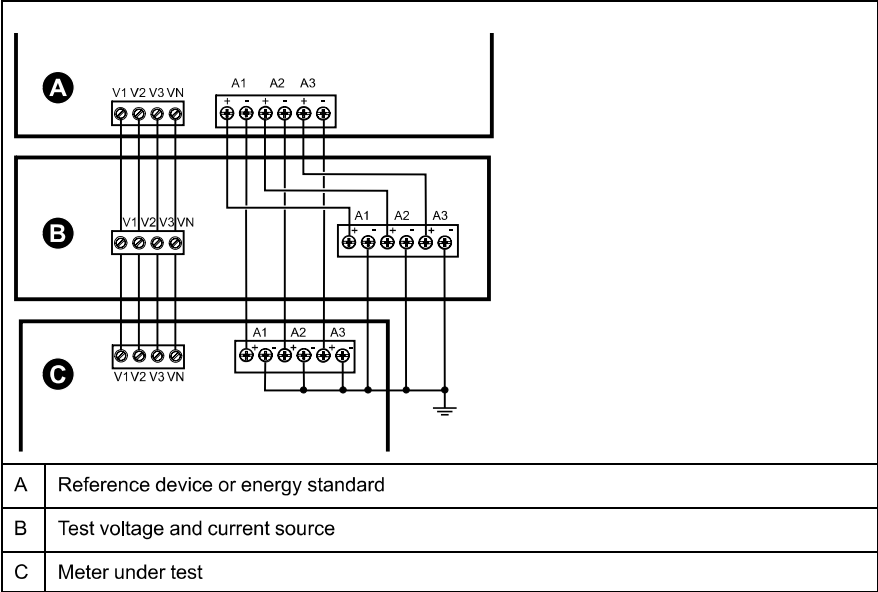 A
V1 V2 V3 VN
A1 A2 A3
+ - + - + -
B
V1 V2 V3 VN
A1 A2 A3
+ - + - + -
C
A1 A2 A3
+ - + - + -
V1 V2 V3 VN
A Reference device or energy standard
B Test voltage and current source
C Meter under test